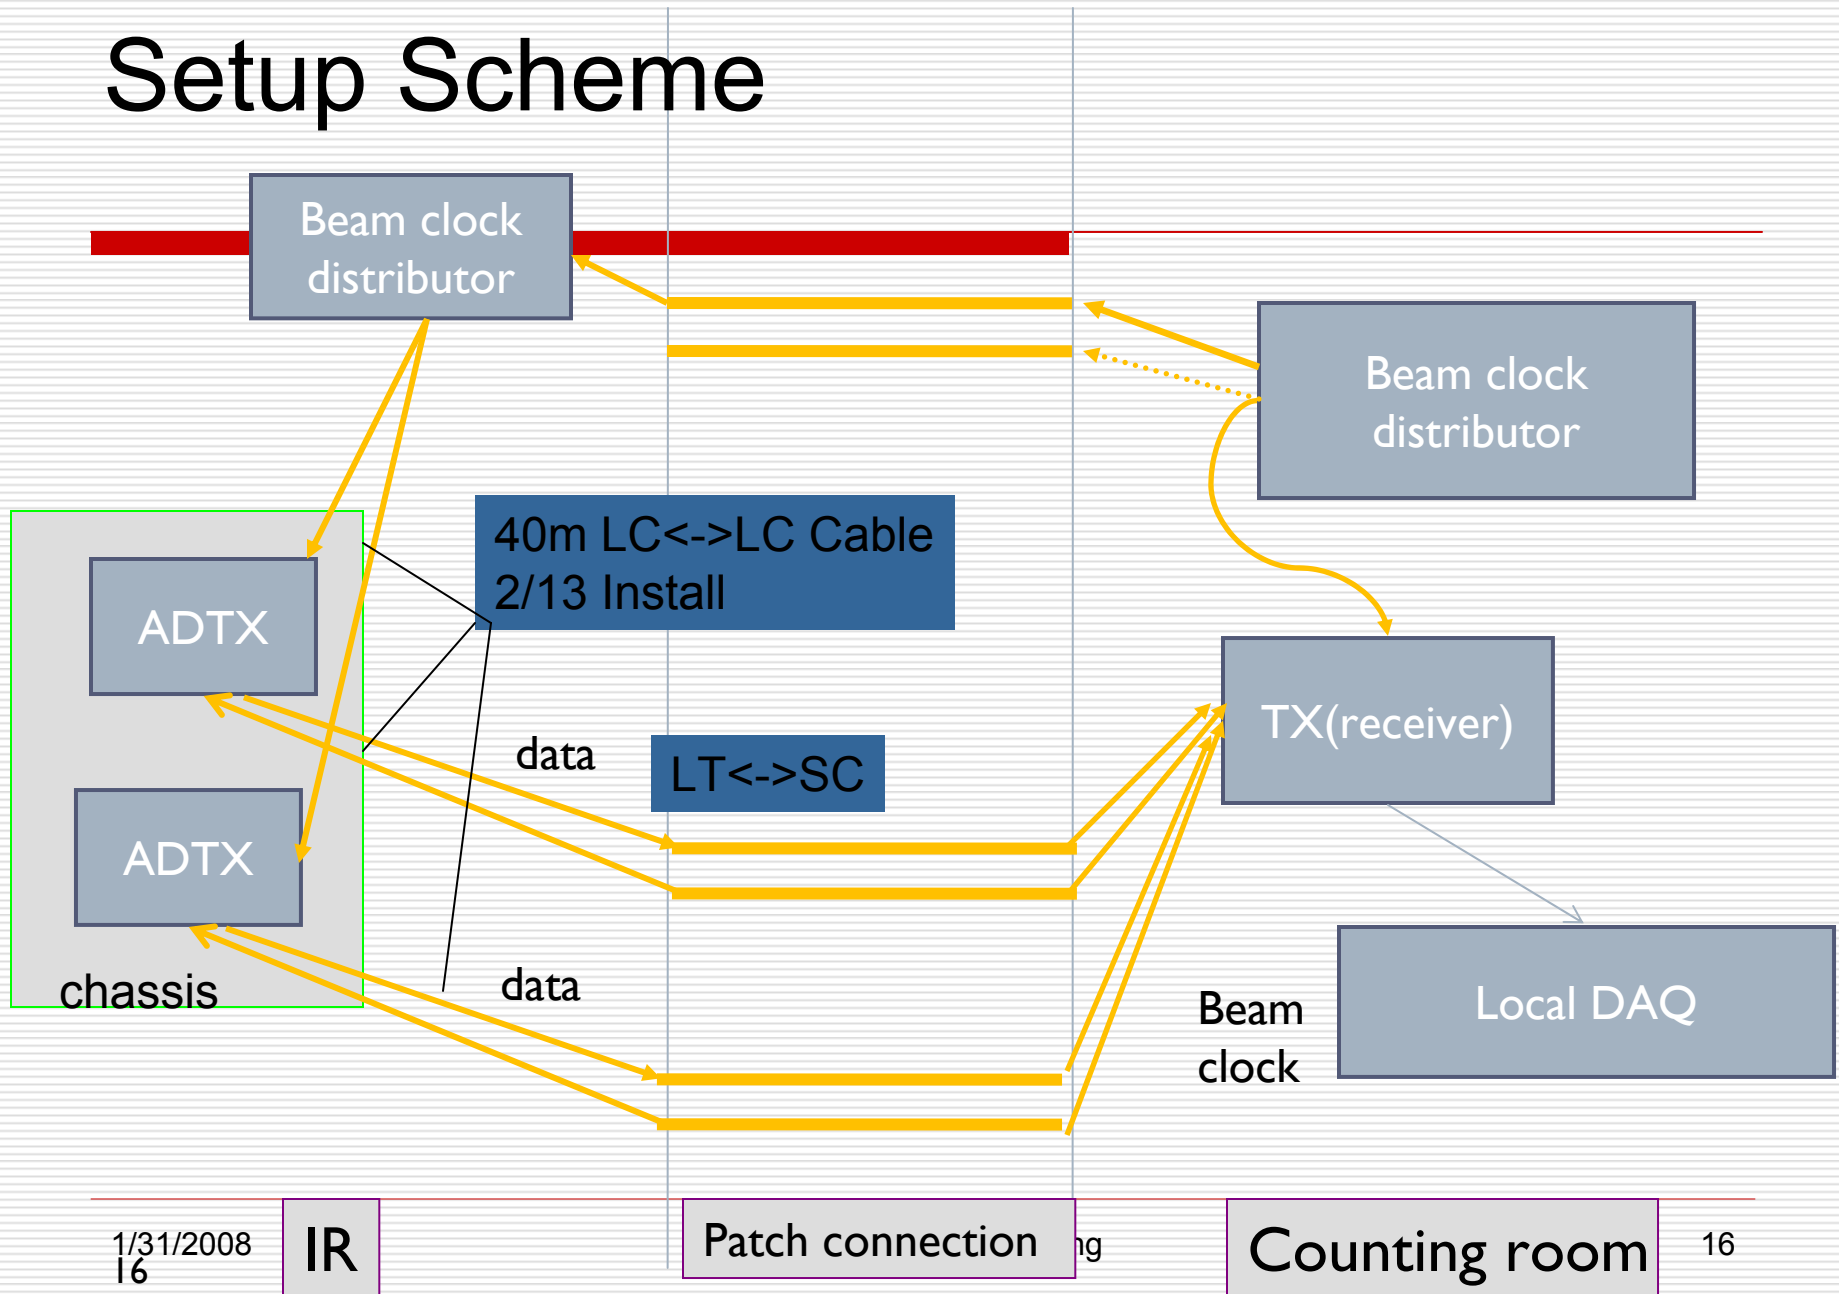 Setup Scheme
Beam clock
distributor
Beam clock
distributor
40m LC<->LC Cable
2/13 Install
ADTX
TX(receiver)
data
LT<->SC
ADTX
data
chassis
Beam
clock
Local DAQ
1/31/2008
16
IR
Patch connection
Counting room
16